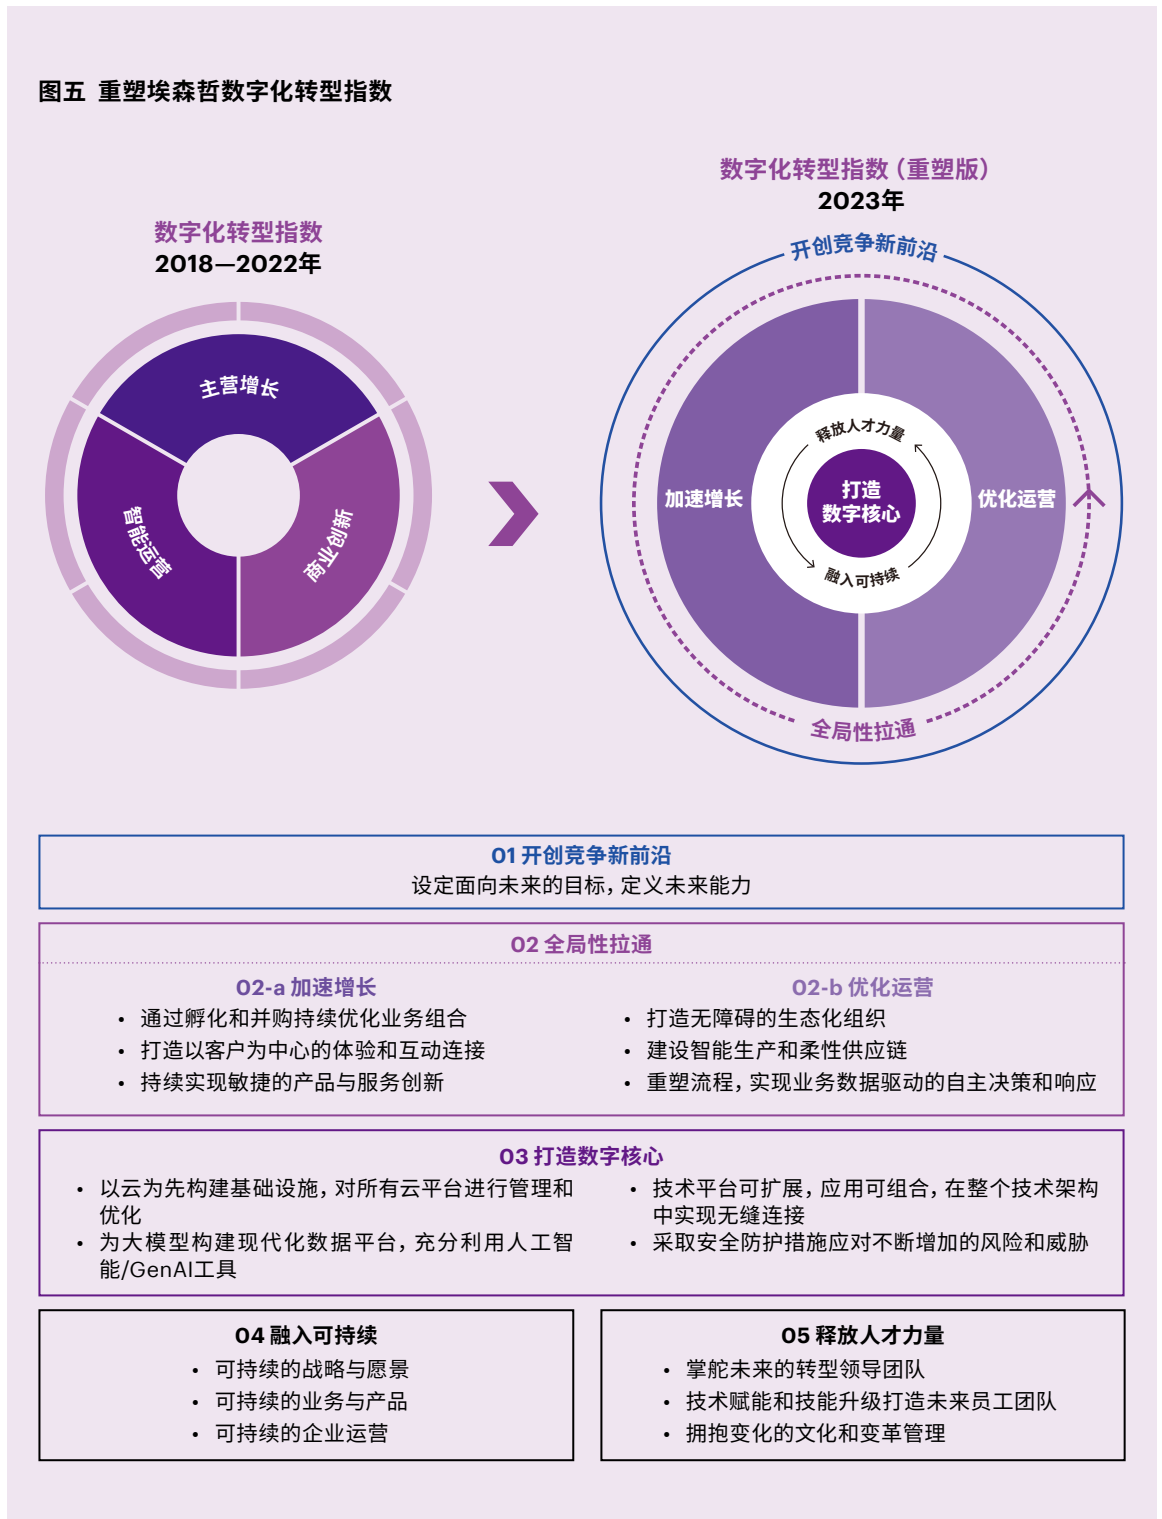 图五 重塑埃森哲数字化转型指数
数字化转型指数
2018—2022年
主营增长
智能运营
商业创新
数字化转型指数（重塑版）
2023年
开创竞争新前沿
释放人才力量
加速增长
打造
数字核心
优化运营
融入可持续
全局性拉通
01 开创竞争新前沿
设定面向未来的目标，定义未来能力
02 全局性拉通
02-a 加速增长
• 通过孵化和并购持续优化业务组合
• 打造以客户为中心的体验和互动连接
• 持续实现敏捷的产品与服务创新
02-b 优化运营
• 打造无障碍的生态化组织
• 建设智能生产和柔性供应链
• 重塑流程，实现业务数据驱动的自主决策和响应
03 打造数字核心
• 以云为先构建基础设施，对所有云平台进行管理和
优化
• 为大模型构建现代化数据平台，充分利用人工智
能/GenAI工具
• 技术平台可扩展，应用可组合，在整个技术架构
中实现无缝连接
• 采取安全防护措施应对不断增加的风险和威胁
04 融入可持续
• 可持续的战略与愿景
• 可持续的业务与产品
• 可持续的企业运营
05 释放人才力量
• 掌舵未来的转型领导团队
• 技术赋能和技能升级打造未来员工团队
• 拥抱变化的文化和变革管理